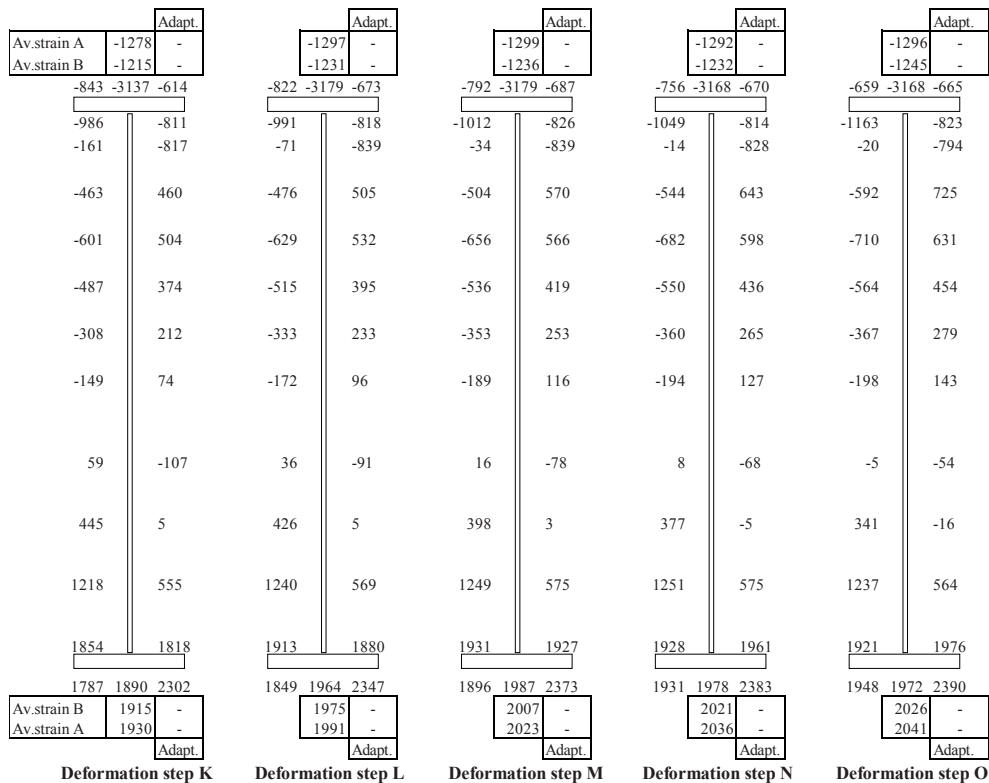 Adapt. Adapt. Adapt. Adapt. Adapt.
Av.strain A -1278 - -1297 - -1299 - -1292 - -1296 -
Av.strain B -1215 - -1231 - -1236 - -1232 - -1245 -
-843 -3137 -614 -822 -3179 -673 -792 -3179 -687 -756 -3168 -670 -659 -3168 -665
-986 -811 -991 -818 -1012 -826 -1049 -814 -1163 -823
-161 -817 -71 -839 -34 -839 -14 -828 -20 -794
-463 460 -476 505 -504 570 -544 643 -592 725
-601 504 -629 532 -656 566 -682 598 -710 631
-487 374 -515 395 -536 419 -550 436 -564 454
-308 212 -333 233 -353 253 -360 265 -367 279
-149 74 -172 96 -189 116 -194 127 -198 143
59 -107 36 -91 16 -78 8 -68 -5 -54
445 5 426 5 398 3 377 -5 341 -16
1218 555 1240 569 1249 575 1251 575 1237 564
1854 1818 1913 1880 1931 1927 1928 1961 1921 1976
1787 1890 2302 1849 1964 2347 1896 1987 2373 1931 1978 2383 1948 1972 2390
Av.strain B 1915 - 1975 - 2007 - 2021 - 2026 -
Av.strain A 1930 - 1991 - 2023 - 2036 - 2041 -
Adapt. Adapt. Adapt. Adapt. Adapt.
Deformation step K Deformation step L Deformation step M Deformation step N Deformation step O